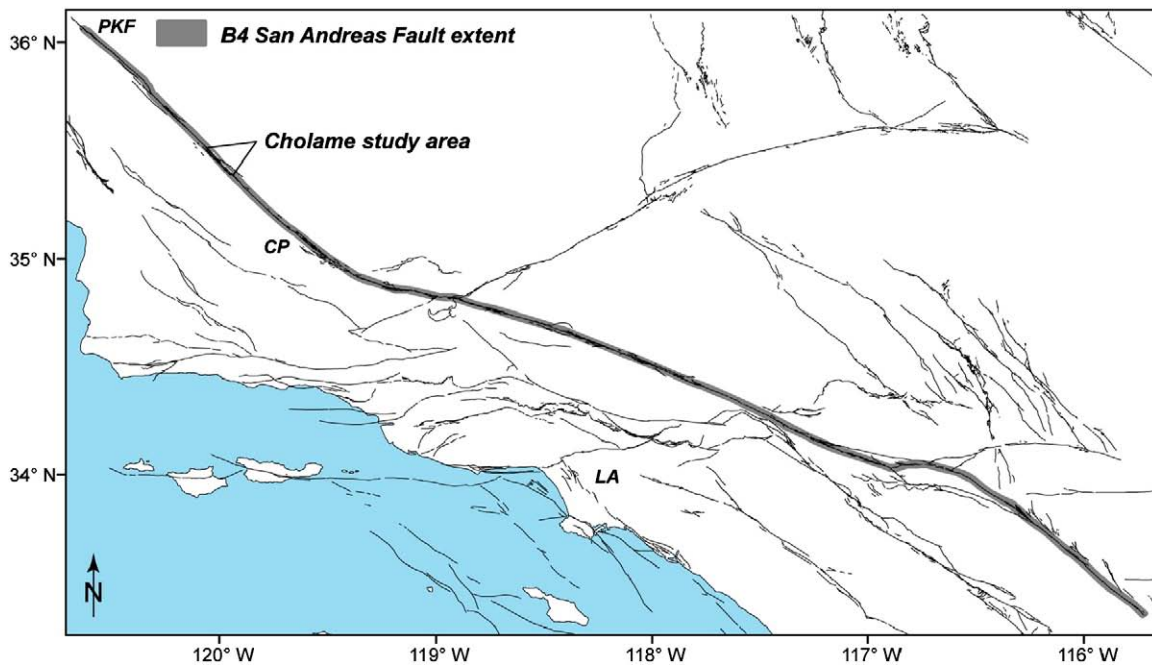 PKF
B4 San Andreas Fault extent
36° N
Cholame study area
CP
35° N
34° N
LA
N
120° W
119° W
118° W
117° W
116° W